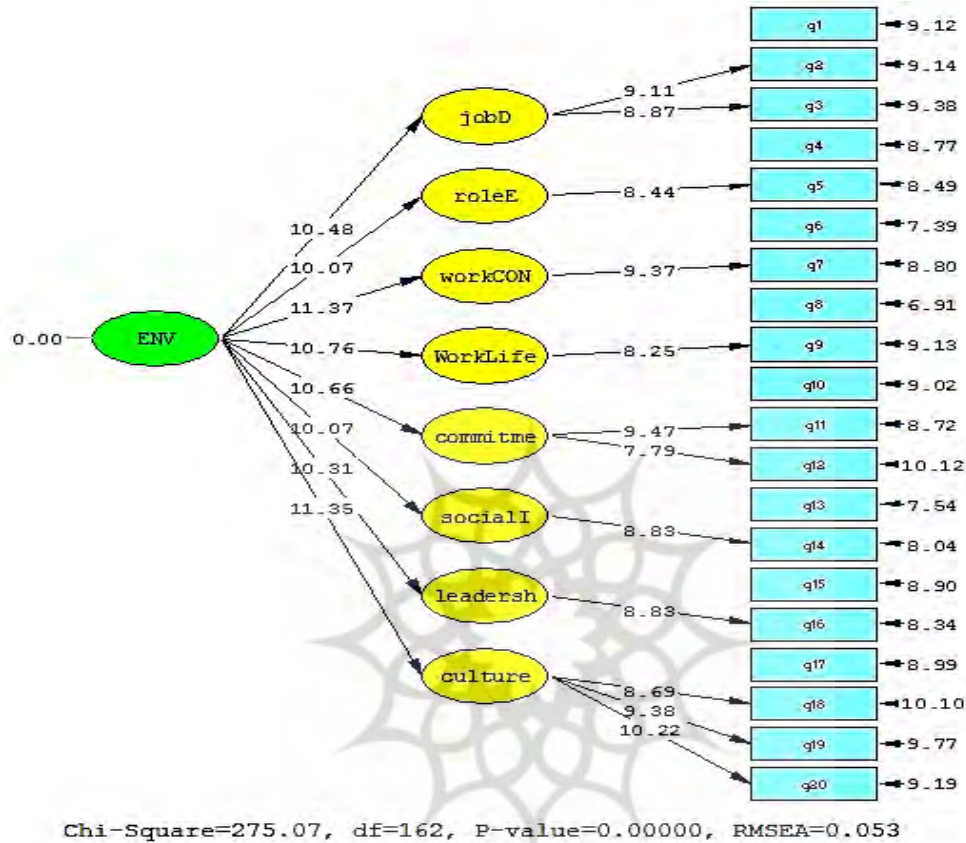 q1 9.12
9.11 q2 9.14
jobD 8.87 q3 9.38
q4 8.77
roleE 8.44 q5 8.49
10.48 q6 7.39
10.07 workCON 9.37 q7 8.80
11.37 q8 6.91
0.00 ENV 10.76 WorkLife 8.25 q9 9.13
10.66 q10 9.02
10.07 commitme 9.47 q11 8.72
10.31 7.79 q12 10.12
11.35 q13 7.54
socialI 8.83 q14 8.04
q15 8.90
leadersh 8.83 q16 8.34
q17 8.99
culture 8.69 q18 10.10
9.38 q19 9.77
10.22 q20 9.19
Chi-Square=275.07, df=162, P-value=0.00000, RMSEA=0.053